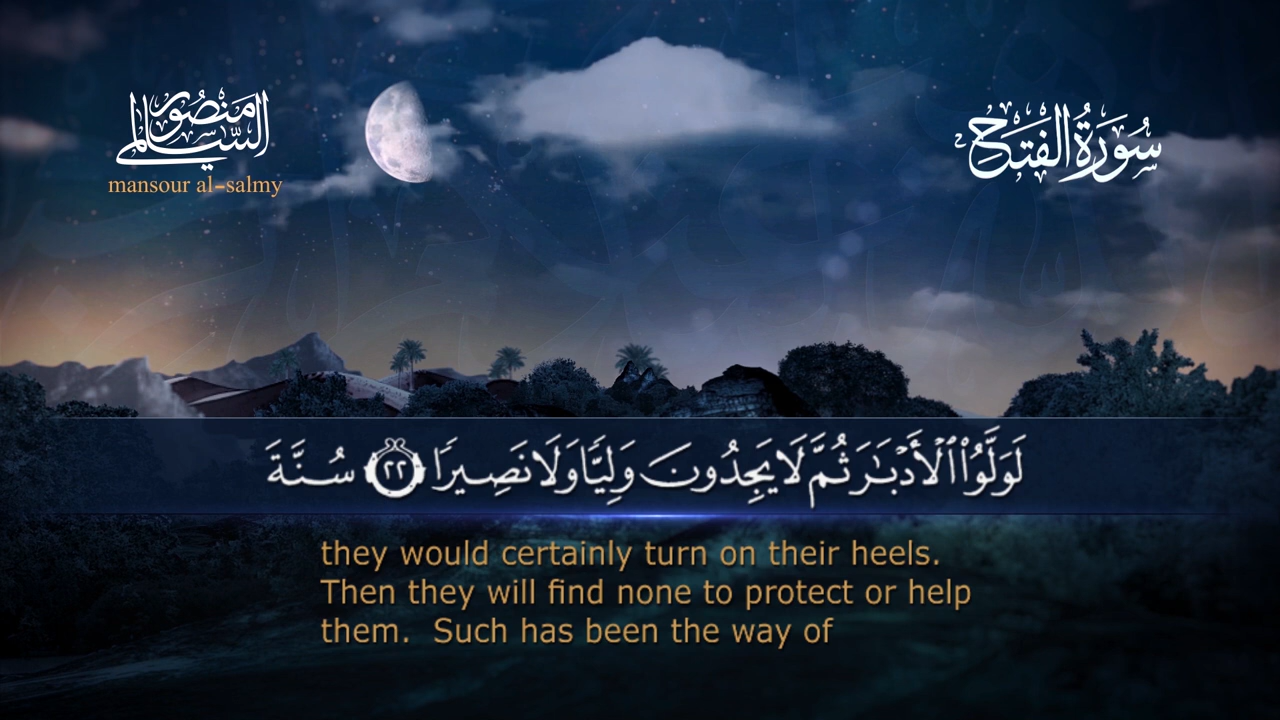 منصور السالمي
mansour al-salmy
سُورَةُ الفَتْح
لَوَلَّوُا۟ ٱلْأَدْبَـٰرَ ثُمَّ لَا يَجِدُونَ وَلِيًّا وَلَا نَصِيرًا ٢٢ سُنَّةَ
they would certainly turn on their heels.
Then they will find none to protect or help
them. Such has been the way of